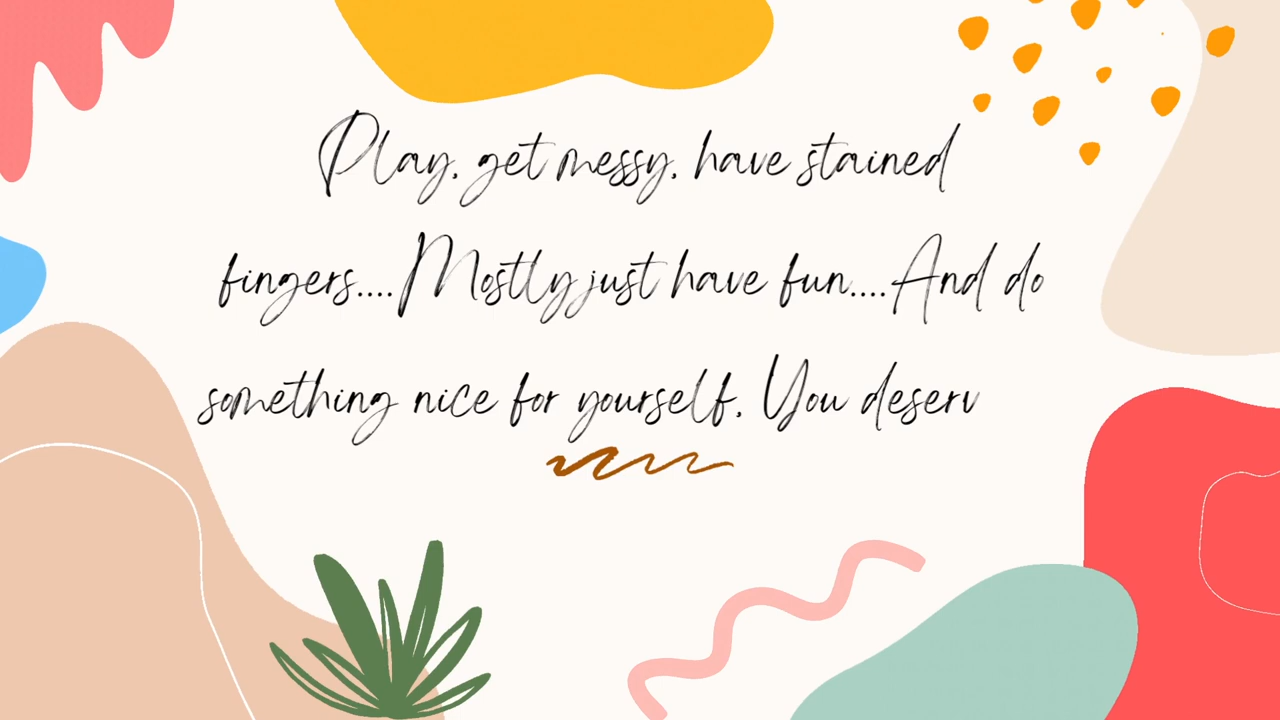 Play, get messy, have stained
fingers....Mostly just have fun....And do
something nice for yourself. You deserv